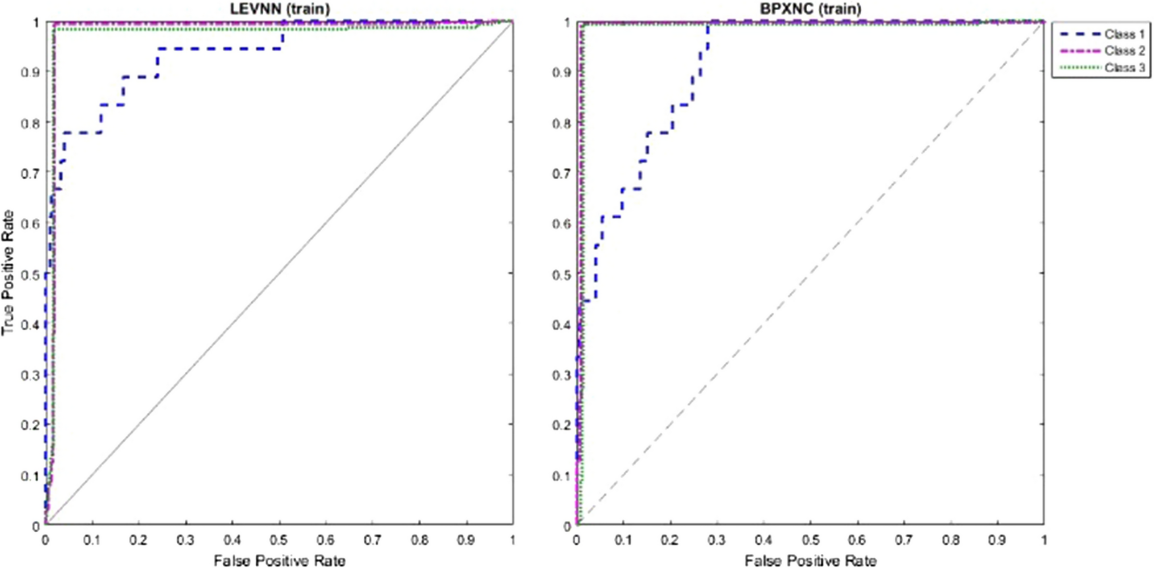 LEVNN (train)
True Positive Rate
1
0.9
0.8
0.7
0.6
0.5
0.4
0.3
0.2
0.1
0
0 0.1 0.2 0.3 0.4 0.5 0.6 0.7 0.8 0.9 1
False Positive Rate
BPXNC (train)
1
0.9
0.8
0.7
0.6
0.5
0.4
0.3
0.2
0.1
0
0 0.1 0.2 0.3 0.4 0.5 0.6 0.7 0.8 0.9 1
False Positive Rate
Class 1
Class 2
Class 3